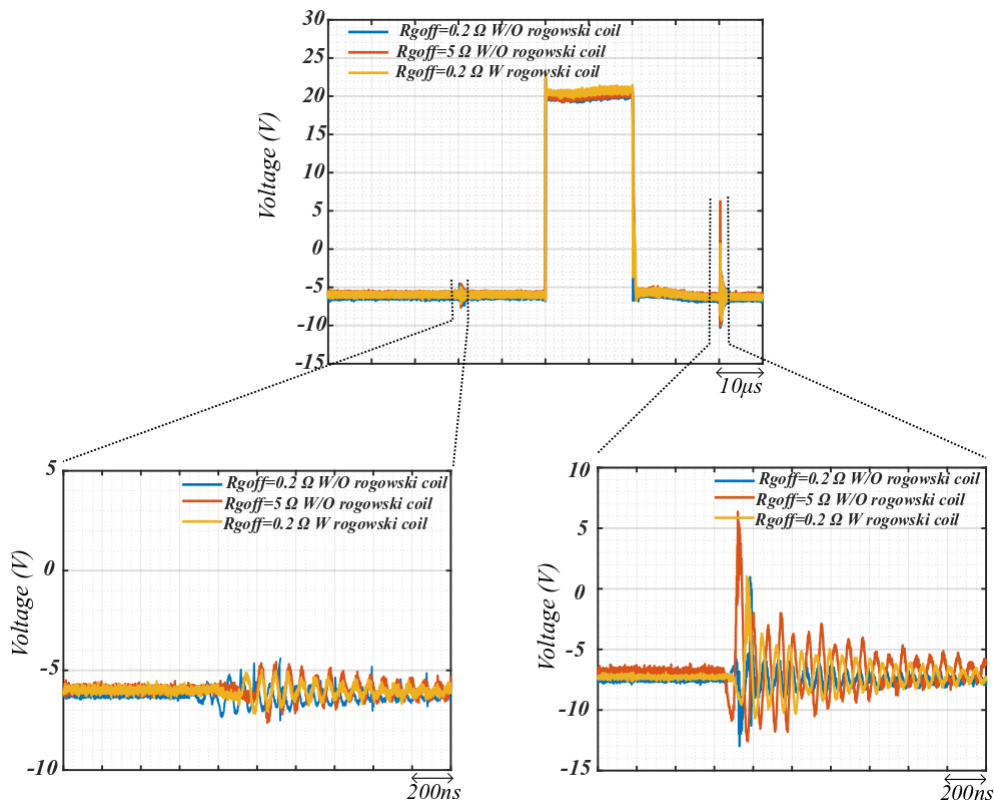 30
25
20
15
10
5
0
-5
-10
-15
Voltage (V)
Rgoff=0.2 Ω W/O rogowski coil
Rgoff=5 Ω W/O rogowski coil
Rgoff=0.2 Ω W rogowski coil
10μs
5
0
-5
-10
Voltage (V)
Rgoff=0.2 Ω W/O rogowski coil
Rgoff=5 Ω W/O rogowski coil
Rgoff=0.2 Ω W rogowski coil
200ns
10
5
0
-5
-10
-15
Voltage (V)
Rgoff=0.2 Ω W/O rogowski coil
Rgoff=5 Ω W/O rogowski coil
Rgoff=0.2 Ω W rogowski coil
200ns